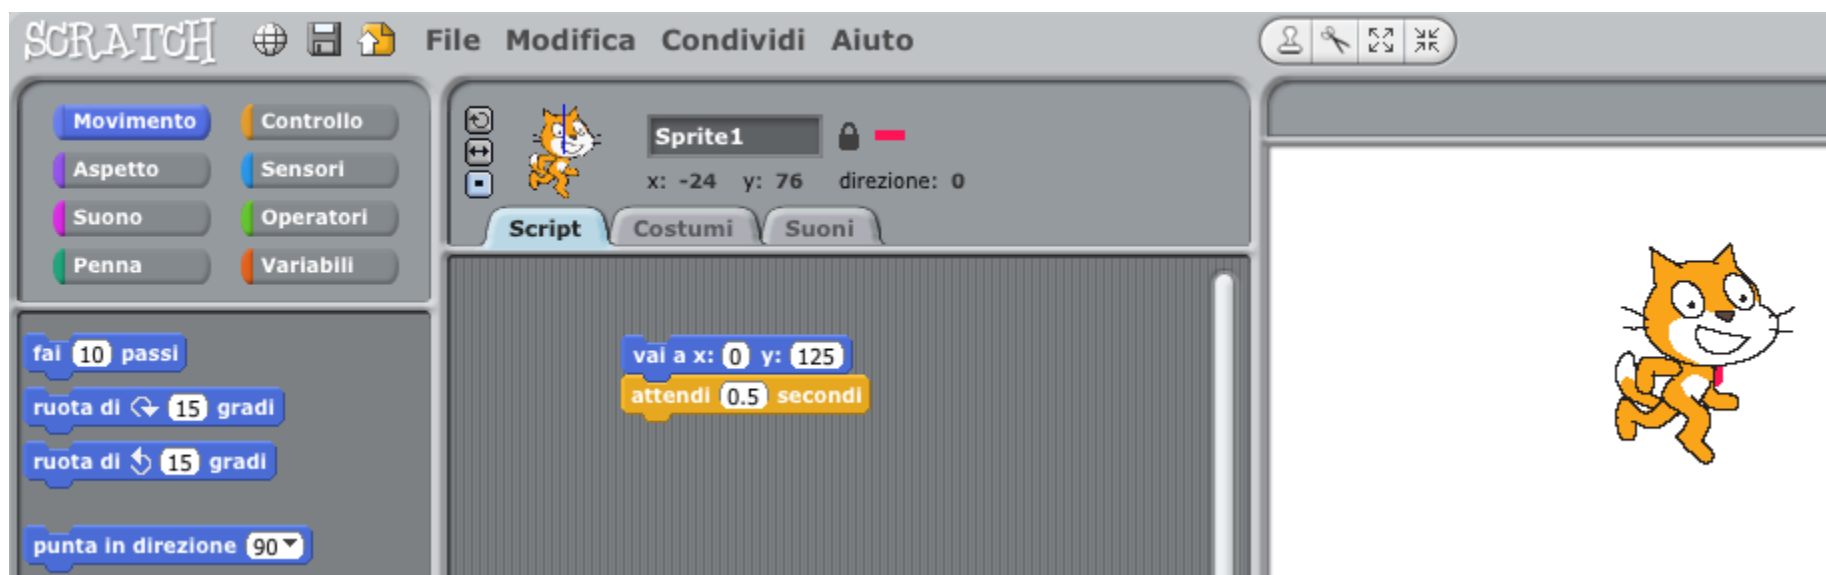 SCRATCH File Modifica Condividi Aiuto
Movimento Controllo
Aspetto Sensori
Suono Operatori
Penna Variabili
Sprite1
x: -24 y: 76 direzione: 0
Script Costumi Suoni
fai 10 passi
ruota di 15 gradi
ruota di 15 gradi
punta in direzione 90
vai a x: 0 y: 125
attendi 0.5 secondi